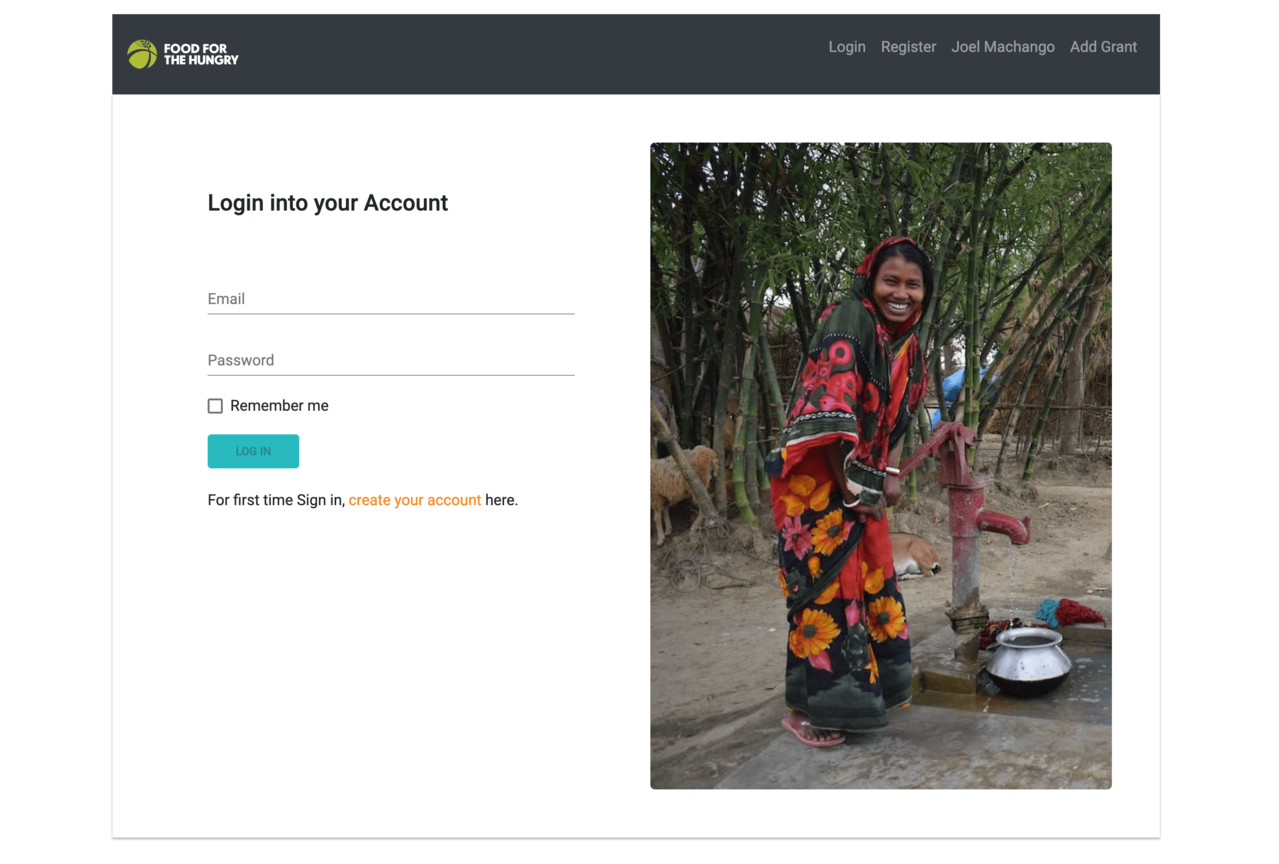 FOOD FOR
THE HUNGRY
Login Register Joel Machango Add Grant
Login into your Account
Email
Password
Remember me
LOG IN
For first time Sign in, create your account here.